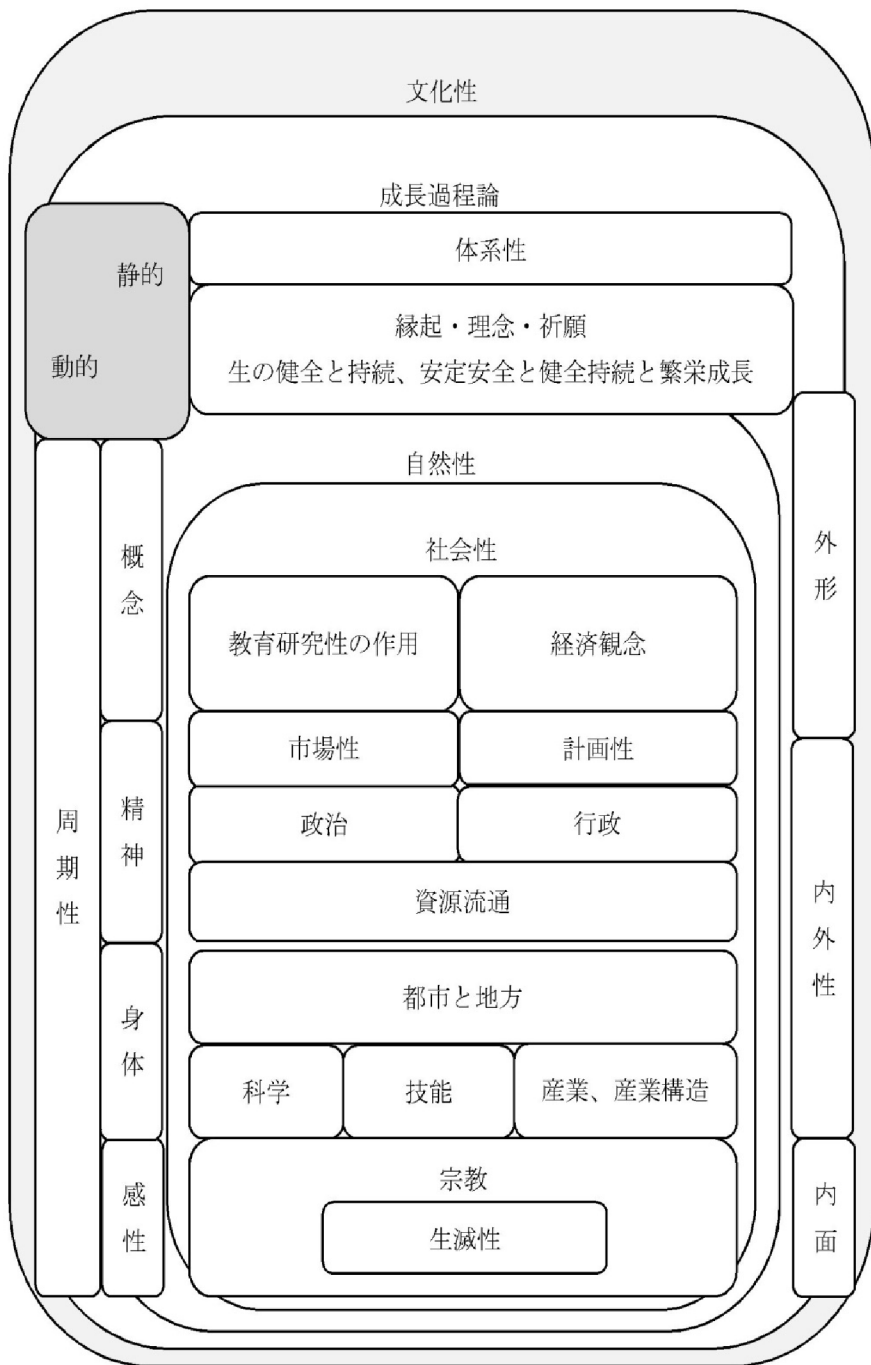 文化性
成長過程論
体系性
静的
動的
縁起・理念・祈願
生の健全と持続、安定安全と健全持続と繁栄成長
自然性
社会性
教育研究性の作用
経済観念
市場性
計画性
政治
行政
資源流通
都市と地方
科学
技能
産業、産業構造
宗教
生滅性
周期性
概念
精神
身体
感性
外形
内外性
内面